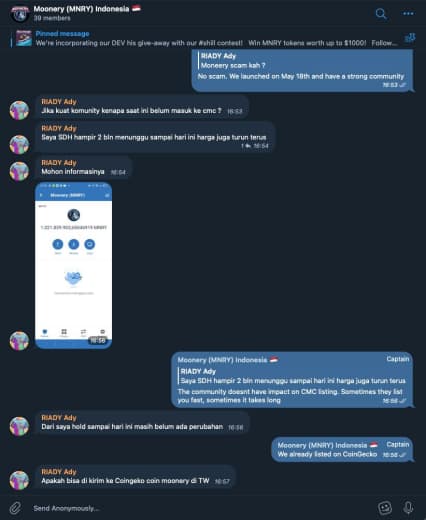 Moonery (MNRY) Indonesia
39 members
Pinned message
We're incorporating our DEV his give-away with our #shill contest! Win MNRY tokens worth up to $1000! Follow...
RIADY Ady
Moneery scam kah ?
No scam. We launched on May 18th and have a strong community
16:53
RIADY Ady
Jika kuat komunity kenapa saat ini belum masuk ke cmc ? 16:53
RIADY Ady
Saya SDH hampir 2 bln menunggu sampai hari ini harga juga turun terus
1 16:54
RIADY Ady
Mohon informasinya 16:54
Moonery (MNRY)
16:56
Moonery (MNRY) Indonesia Captain
RIADY Ady
Saya SDH hampir 2 bln menunggu sampai hari ini harga juga turun terus
The community doesnt have impact on CMC listing. Sometimes they list
you fast, sometimes it takes long 16:56
RIADY Ady
Dari saya hold sampai hari ini masih belum ada perubahan 16:56
Moonery (MNRY) Indonesia Captain
We already listed on CoinGecko 16:56
RIADY Ady
Apakah bisa di kirim ke Coingeko coin moonery di TW 16:57
Send Anonymously...